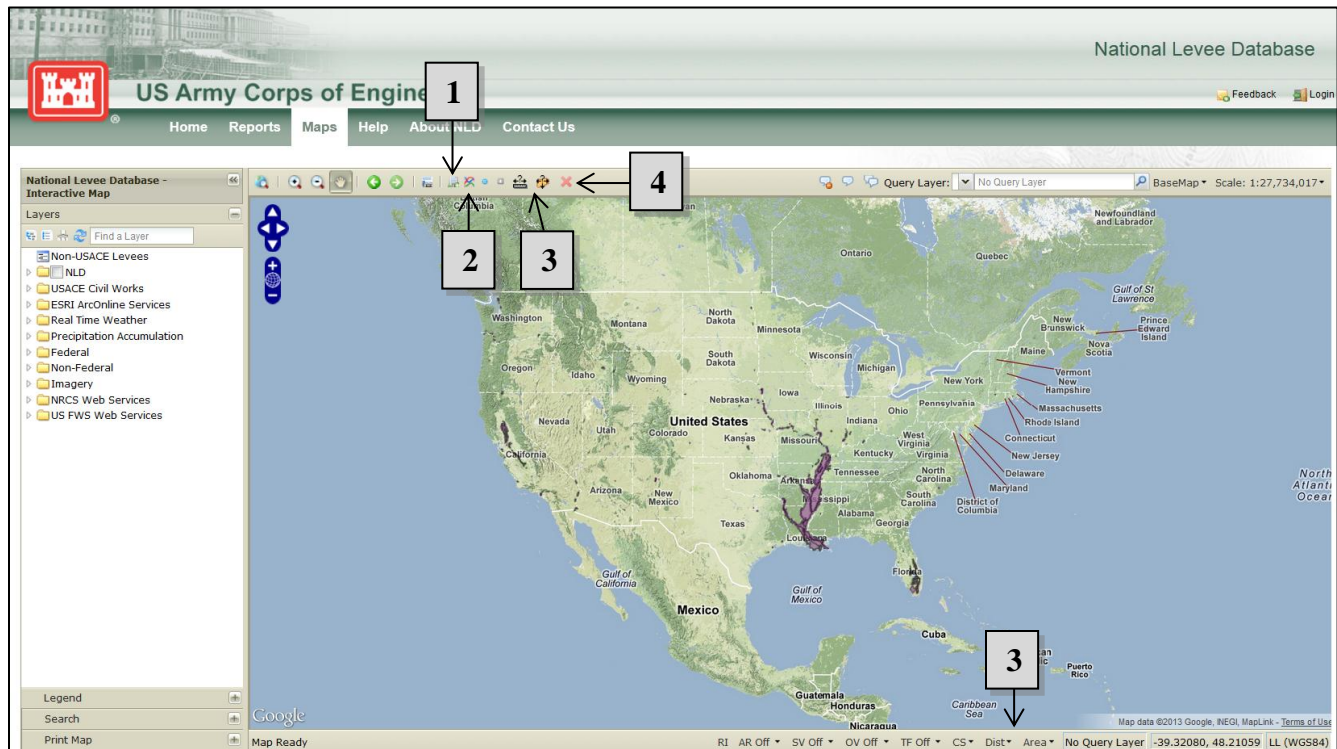 National Levee Database
US Army Corps of Engine
®
Feedback Login
Home Reports Maps Help About NLD Contact Us
1
National Levee Database -
Interactive Map
Query Layer: No Query Layer BaseMap Scale: 1:27,734,017
4
2
3
Layers
Find a Layer
Non-USACE Levees
NLD
USACE Civil Works
ESRI ArcOnline Services
Real Time Weather
Precipitation Accumulation
Federal
Non-Federal
Imagery
NRCS Web Services
US FWS Web Services
Legend
Search
Print Map
Columbia
Ontario
Quebec
Newfoundland
and Labrador
Gulf of St
Lawrence
New
Brunswick
Prince
Edward
Island
Nova
Scotia
Maine
Washington
Montana
North
Dakota
Minnesota
South
Dakota
Wisconsin
Michigan
Oregon
Idaho
Wyoming
New York
Vermont
New
Hampshire
Massachusetts
Rhode Island
Connecticut
New Jersey
Delaware
Maryland
District of
Columbia
Nebraska
Iowa
Illinois
Indiana
Ohio
Pennsylvania
Nevada
Utah
Colorado
United States
Kansas
Missouri
West
Virginia
Virginia
Kentucky
California
Arizona
New
Mexico
Oklahoma
Arkansas
Tennessee
North
Carolina
South
Carolina
Mississippi
Alabama
Georgia
Texas
Louisiana
Florida
North
Atlanti
Ocean
Gulf of
California
Gulf of
Mexico
Mexico
Cuba
3
Puerto
Rico
Guatemala
Honduras
Nicaragua
Caribbean
Sea
Google
Map data ©2013 Google, INEGI, MapLink - Terms of Use
Map Ready
RI AR Off SV Off OV Off TF Off CS Dist Area No Query Layer -39.32080, 48.21059 LL (WGS84)